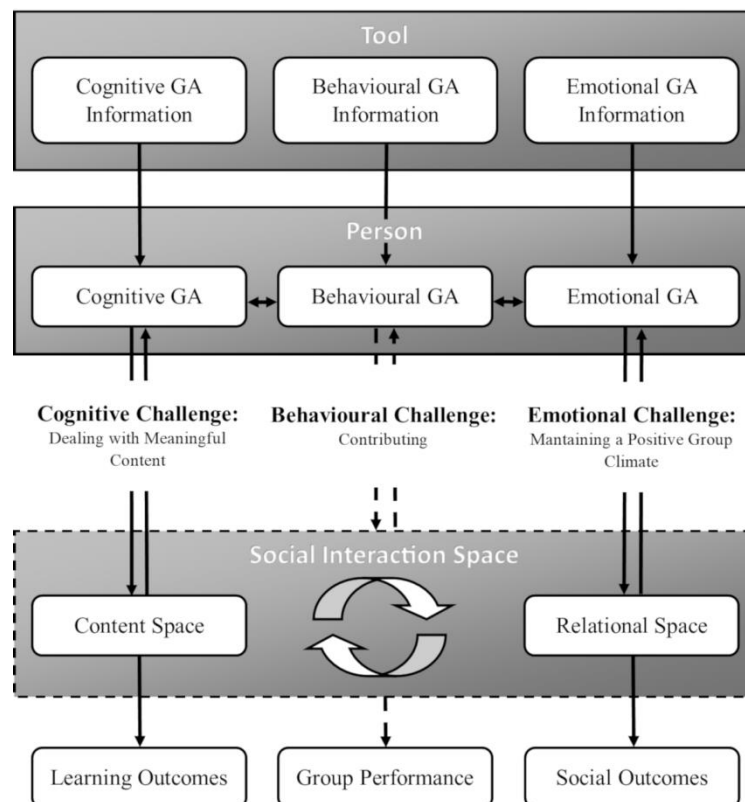 Tool
Cognitive GA
Information
Behavioural GA
Information
Emotional GA
Information
Person
Cognitive GA
Behavioural GA
Emotional GA
Cognitive Challenge:
Dealing with Meaningful
Content
Behavioural Challenge:
Contributing
Emotional Challenge:
Mantaining a Positive Group
Climate
Social Interaction Space
Content Space
Relational Space
Learning Outcomes
Group Performance
Social Outcomes